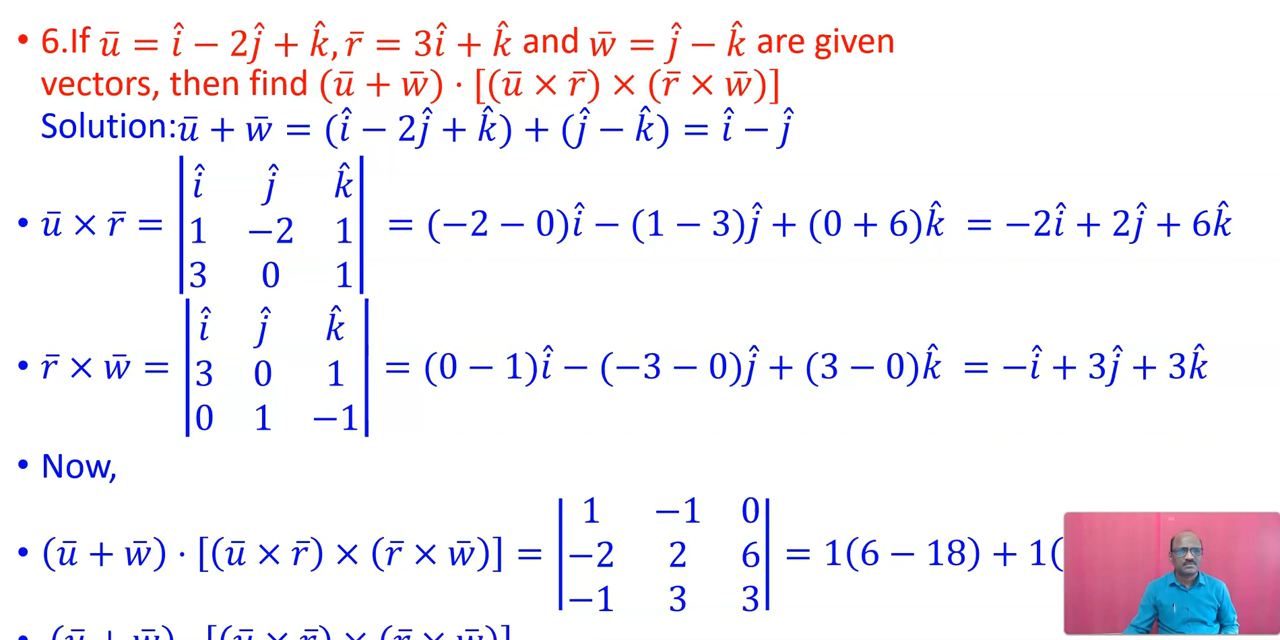 • 6.If ū = î − 2ĵ + k̂, r̄ = 3î + k̂ and w̄ = ĵ − k̂ are given
vectors, then find (ū + w̄) · [(ū × r̄) × (r̄ × w̄)]
Solution:ū + w̄ = (î − 2ĵ + k̂) + (ĵ − k̂) = î − ĵ
• ū × r̄ = |î ĵ k̂; 1 −2 1; 3 0 1| = (−2 − 0)î − (1 − 3)ĵ + (0 + 6)k̂ = −2î + 2ĵ + 6k̂
• r̄ × w̄ = |î ĵ k̂; 3 0 1; 0 1 −1| = (0 − 1)î − (−3 − 0)ĵ + (3 − 0)k̂ = −î + 3ĵ + 3k̂
• Now,
• (ū + w̄) · [(ū × r̄) × (r̄ × w̄)] = |1 −1 0; −2 2 6; −1 3 3| = 1(6 − 18) + 1(
• (ū + w̄) · [(ū × r̄) × (r̄ × w̄)]